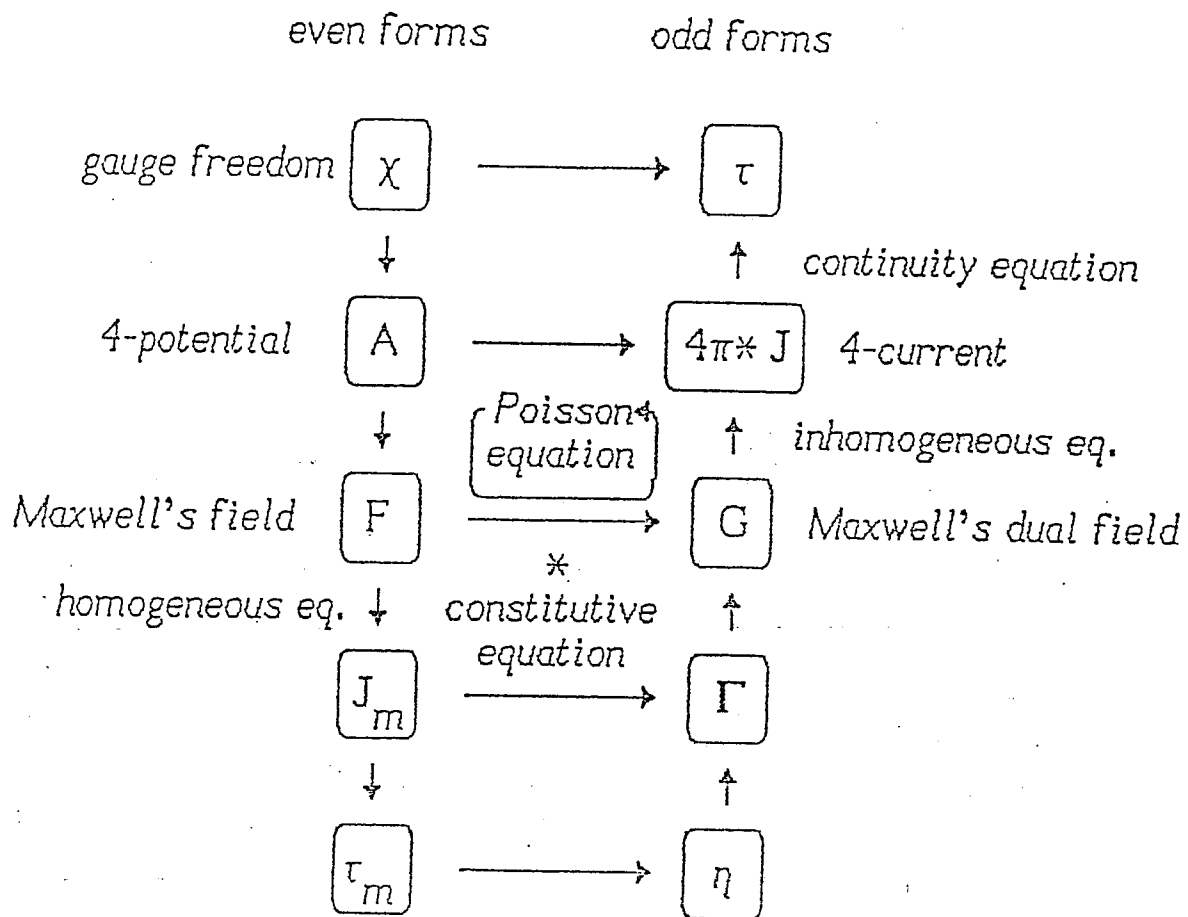 even forms odd forms
gauge freedom χ τ
continuity equation
4-potential A 4π* J 4-current
Poisson
equation
inhomogeneous eq.
Maxwell's field F G Maxwell's dual field
*
homogeneous eq. constitutive
equation
J_m Γ
τ_m η